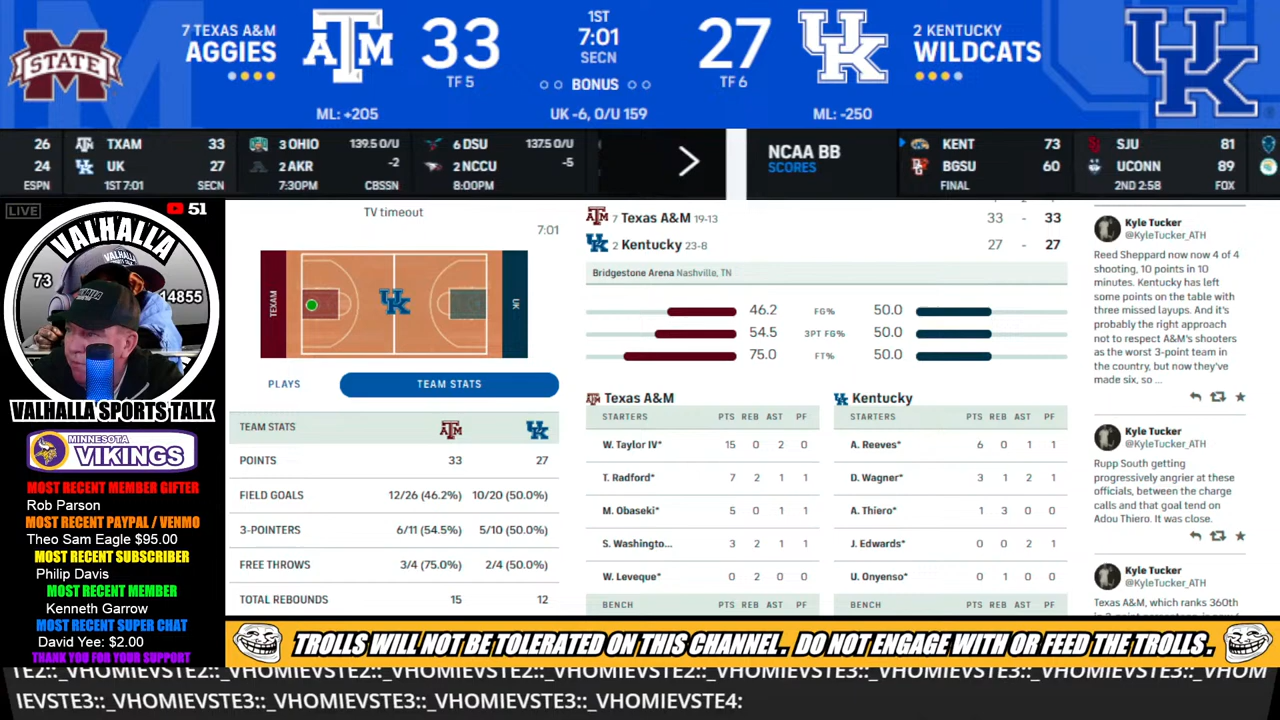 7 TEXAS A&M
AGGIES
33
TF 5
ML: +205
1ST
7:01
SECN
BONUS
UK -6, O/U 159
27
TF 6
2 KENTUCKY
WILDCATS
ML: -250
STATE
26
24
ESPN
TXAM 33
UK 27
1ST 7:01 SECN
3 OHIO 139.5 O/U
2 AKR -2
7:30PM CBSSN
6 DSU 137.5 O/U
2 NCCU -5
8:00PM
NCAA BB
SCORES
KENT 73
BGSU 60
FINAL
SJU 81
UCONN 89
2ND 2:58 FOX
LIVE
51
VALHALLA
73
14855
VALHALLA SPORTS TALK
MINNESOTA
VIKINGS
MOST RECENT MEMBER GIFTER
Rob Parson
MOST RECENT PAYPAL / VENMO
Theo Sam Eagle $95.00
MOST RECENT SUBSCRIBER
Philip Davis
MOST RECENT MEMBER
Kenneth Garrow
MOST RECENT SUPER CHAT
David Yee: $2.00
THANK YOU FOR YOUR SUPPORT
TV timeout
7:01
TEXAM
UK
PLAYS
TEAM STATS
TEAM STATS
POINTS 33 27
FIELD GOALS 12/26 (46.2%) 10/20 (50.0%)
3-POINTERS 6/11 (54.5%) 5/10 (50.0%)
FREE THROWS 3/4 (75.0%) 2/4 (50.0%)
TOTAL REBOUNDS 15 12
7 Texas A&M 19-13 33 - 33
2 Kentucky 23-8 27 - 27
Bridgestone Arena Nashville, TN
46.2 FG% 50.0
54.5 3PT FG% 50.0
75.0 FT% 50.0
Texas A&M
STARTERS PTS REB AST PF
W. Taylor IV* 15 0 2 0
T. Radford* 7 2 1 1
M. Obaseki* 5 0 1 1
S. Washingto... 3 2 1 1
W. Leveque* 0 2 0 0
BENCH PTS REB AST PF
Kentucky
STARTERS PTS REB AST PF
A. Reeves* 6 0 1 1
D. Wagner* 3 1 2 1
A. Thiero* 1 3 0 0
J. Edwards* 0 0 2 1
U. Onyenso* 0 1 0 0
BENCH PTS REB AST PF
Kyle Tucker
@KyleTucker_ATH
Reed Sheppard now now 4 of 4
shooting, 10 points in 10
minutes. Kentucky has left
some points on the table with
three missed layups. And it's
probably the right approach
not to respect A&M's shooters
as the worst 3-point team in
the country, but now they've
made six, so ...
Kyle Tucker
@KyleTucker_ATH
Rupp South getting
progressively angrier at these
officials, between the charge
calls and that goal tend on
Adou Thiero. It was close.
Kyle Tucker
@KyleTucker_ATH
Texas A&M, which ranks 360th
TROLLS WILL NOT BE TOLERATED ON THIS CHANNEL. DO NOT ENGAGE WITH OR FEED THE TROLLS.
TE2::_VHOMIEVSTE2::_VHOMIEVSTE2::_VHOMIEVSTE2::_VHOMIEVSTE2::_VHOMIEVSTE2::_VHOMIEVSTE3::_VHOMIEVSTE3::_VHOMIEVSTE3::_VHOM
IEVSTE3::_VHOMIEVSTE3::_VHOMIEVSTE3::_VHOMIEVSTE3::_VHOMIEVSTE4: